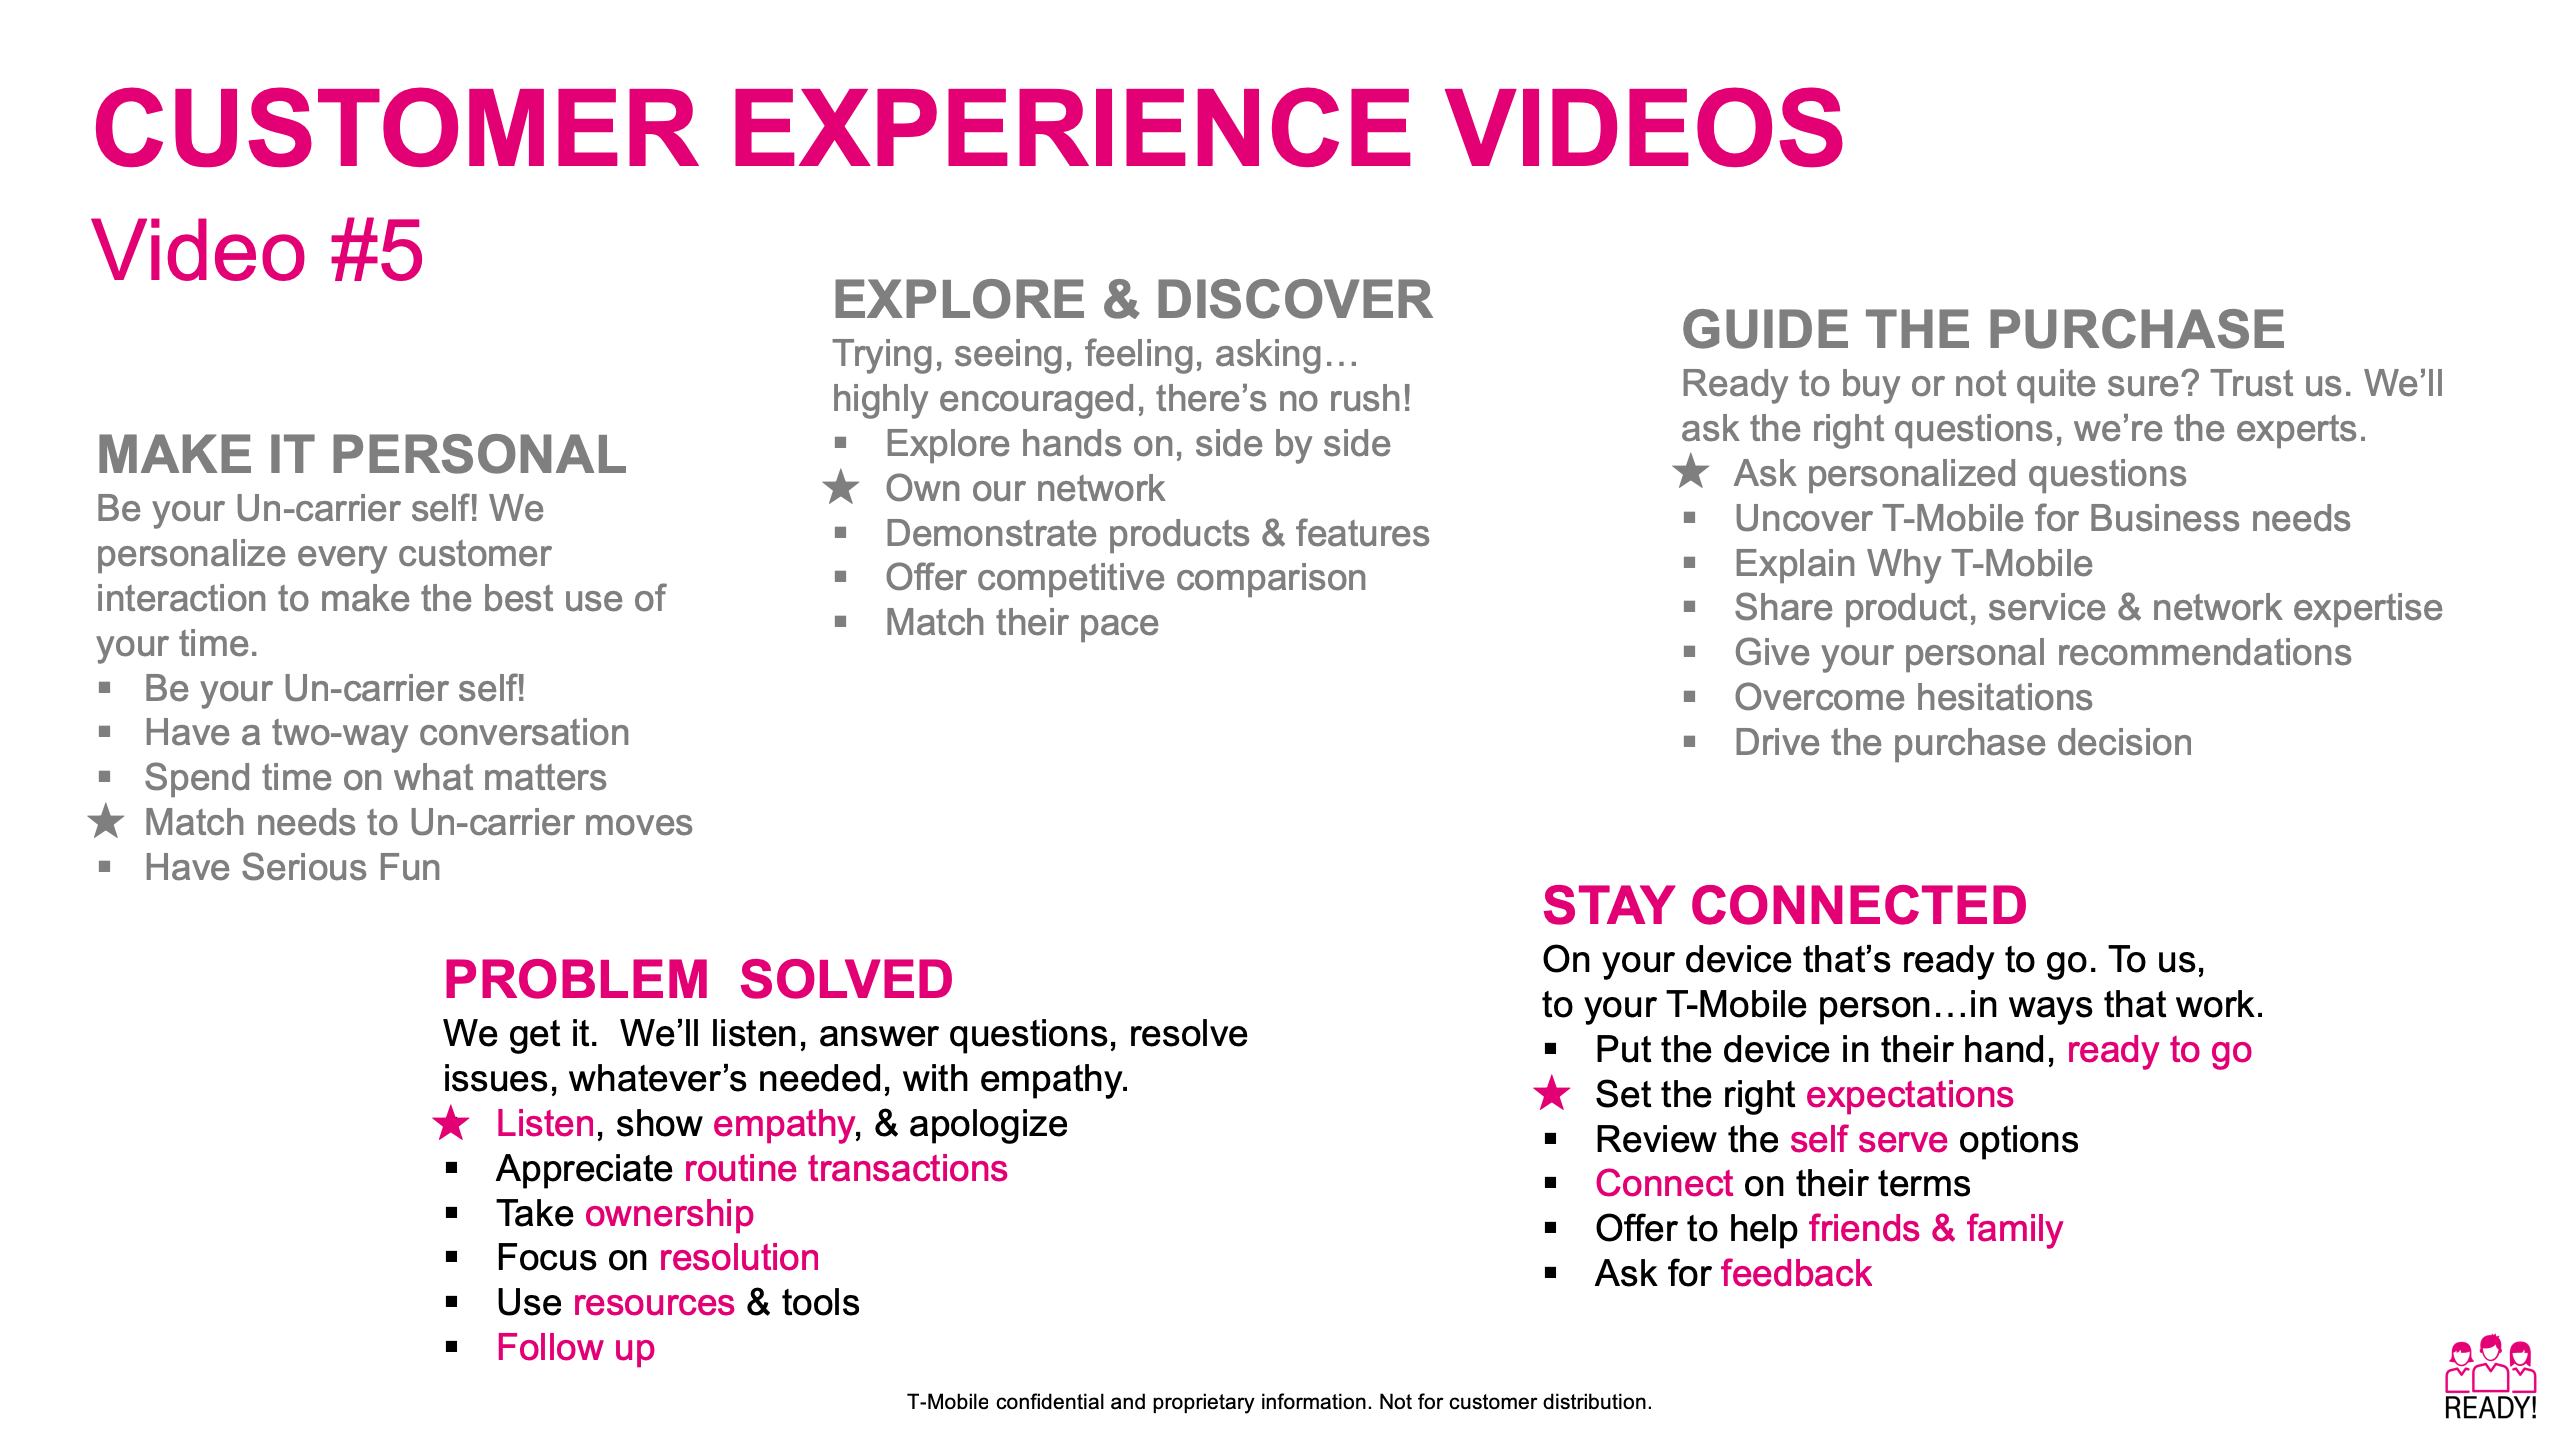 CUSTOMER EXPERIENCE VIDEOS
Video #5
MAKE IT PERSONAL
Be your Un-carrier self! We
personalize every customer
interaction to make the best use of
your time.
▪ Be your Un-carrier self!
▪ Have a two-way conversation
▪ Spend time on what matters
★ Match needs to Un-carrier moves
▪ Have Serious Fun
EXPLORE & DISCOVER
Trying, seeing, feeling, asking…
highly encouraged, there’s no rush!
▪ Explore hands on, side by side
★ Own our network
▪ Demonstrate products & features
▪ Offer competitive comparison
▪ Match their pace
GUIDE THE PURCHASE
Ready to buy or not quite sure? Trust us. We’ll
ask the right questions, we’re the experts.
★ Ask personalized questions
▪ Uncover T-Mobile for Business needs
▪ Explain Why T-Mobile
▪ Share product, service & network expertise
▪ Give your personal recommendations
▪ Overcome hesitations
▪ Drive the purchase decision
PROBLEM  SOLVED
We get it.  We’ll listen, answer questions, resolve
issues, whatever’s needed, with empathy.
★ Listen, show empathy, & apologize
▪ Appreciate routine transactions
▪ Take ownership
▪ Focus on resolution
▪ Use resources & tools
▪ Follow up
STAY CONNECTED
On your device that’s ready to go. To us,
to your T-Mobile person…in ways that work.
▪ Put the device in their hand, ready to go
★ Set the right expectations
▪ Review the self serve options
▪ Connect on their terms
▪ Offer to help friends & family
▪ Ask for feedback
T-Mobile confidential and proprietary information. Not for customer distribution.
READY!